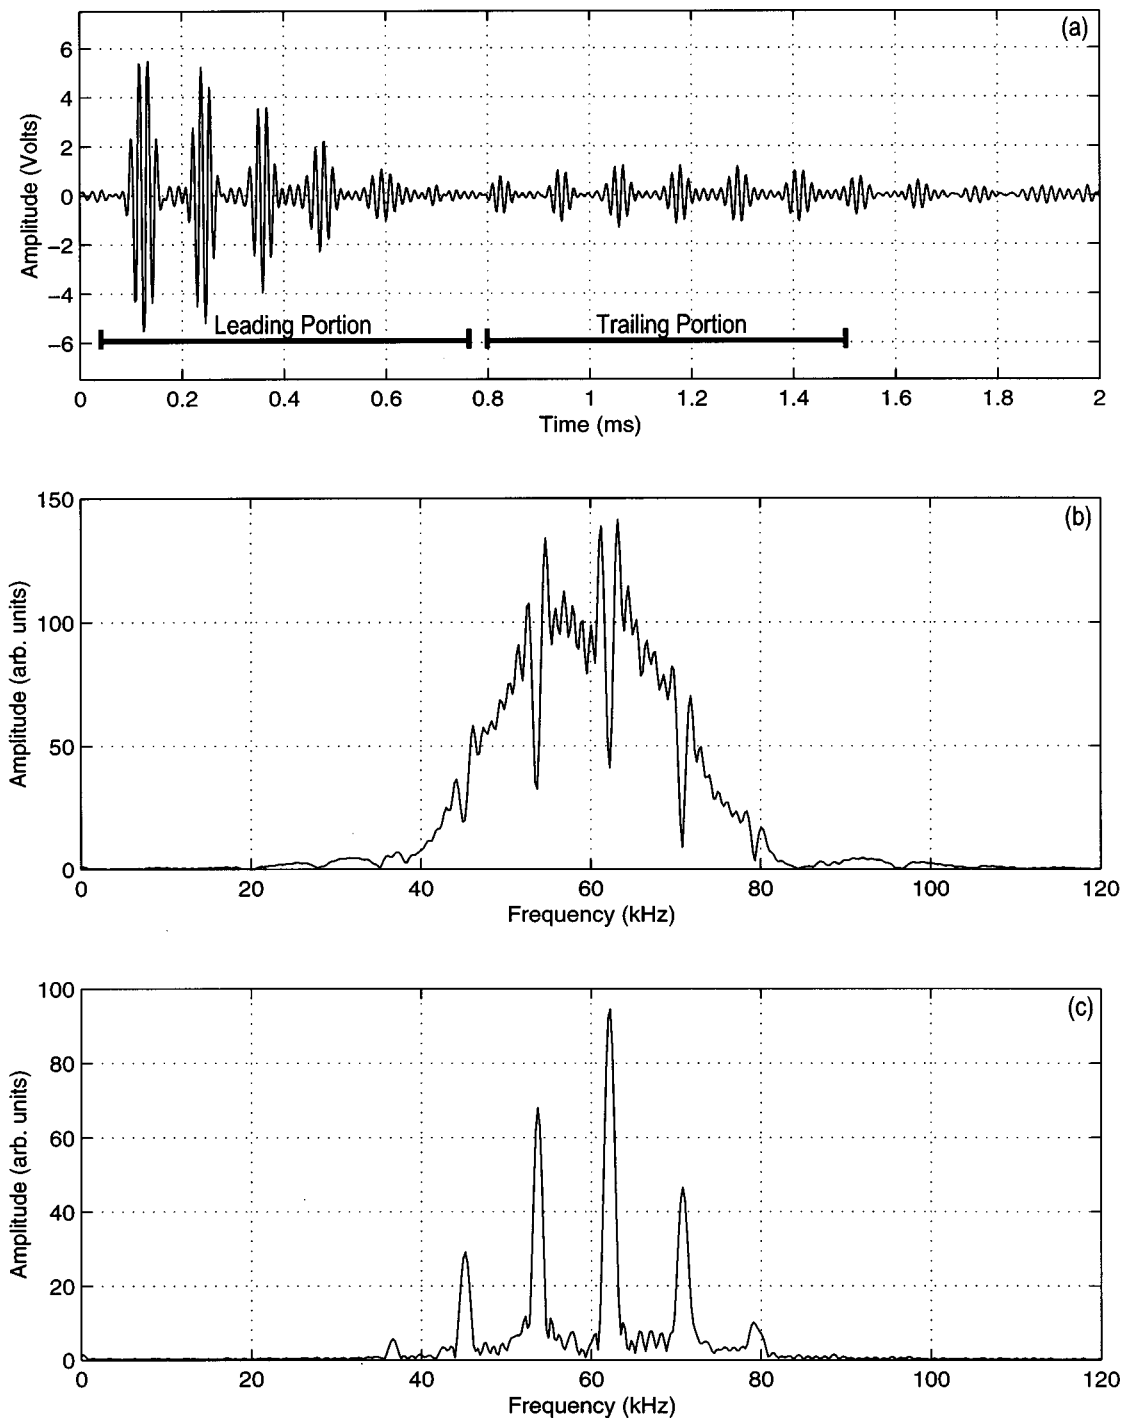 (a)
6
4
2
0
−2
−4
−6
Amplitude (Volts)
Leading Portion
Trailing Portion
0 0.2 0.4 0.6 0.8 1 1.2 1.4 1.6 1.8 2
Time (ms)
(b)
150
100
50
0
Amplitude (arb. units)
0 20 40 60 80 100 120
Frequency (kHz)
(c)
100
80
60
40
20
0
Amplitude (arb. units)
0 20 40 60 80 100 120
Frequency (kHz)